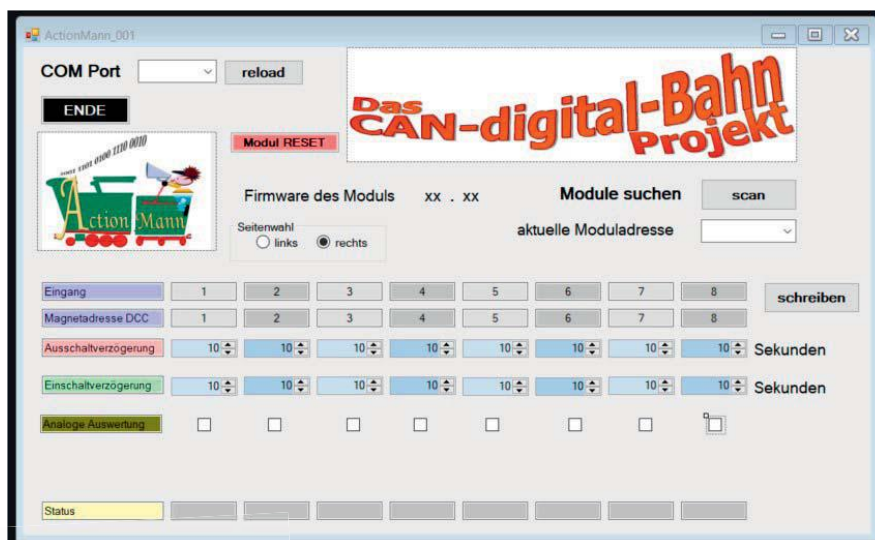 ActionMann_001
COM Port reload
ENDE
Das
CAN-digital-Bahn
Projekt
0100 1110 0010
Action Mann
Modul RESET
Firmware des Moduls xx . xx
Module suchen scan
Seitenwahl
links rechts
aktuelle Moduladresse
Eingang 1 2 3 4 5 6 7 8
schreiben
Magnetadresse DCC 1 2 3 4 5 6 7 8
Ausschaltverzögerung 10 10 10 10 10 10 10 10 Sekunden
Einschaltverzögerung 10 10 10 10 10 10 10 10 Sekunden
Analoge Auswertung
Status